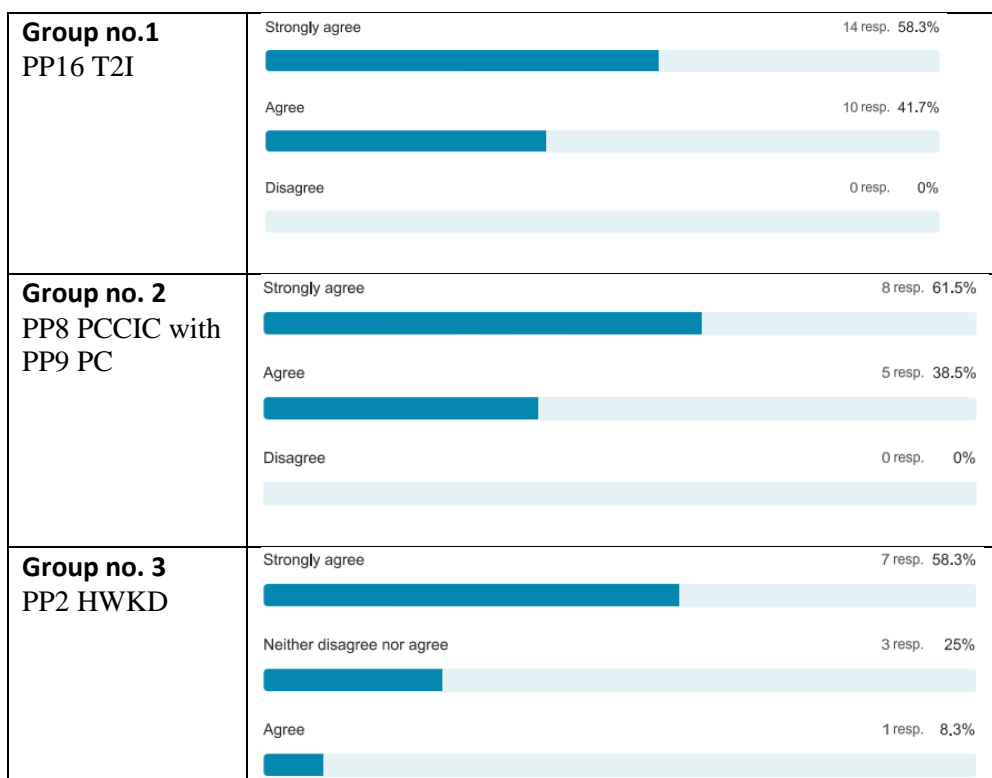 Group no.1
PP16 T2I
Strongly agree 14 resp. 58.3%
Agree 10 resp. 41.7%
Disagree 0 resp. 0%
Group no. 2
PP8 PCCIC with
PP9 PC
Strongly agree 8 resp. 61.5%
Agree 5 resp. 38.5%
Disagree 0 resp. 0%
Group no. 3
PP2 HWKD
Strongly agree 7 resp. 58.3%
Neither disagree nor agree 3 resp. 25%
Agree 1 resp. 8.3%